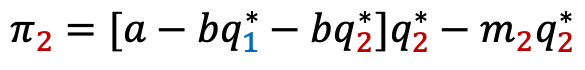 π₂ = [a − bq₁* − bq₂*]q₂* − m₂q₂*